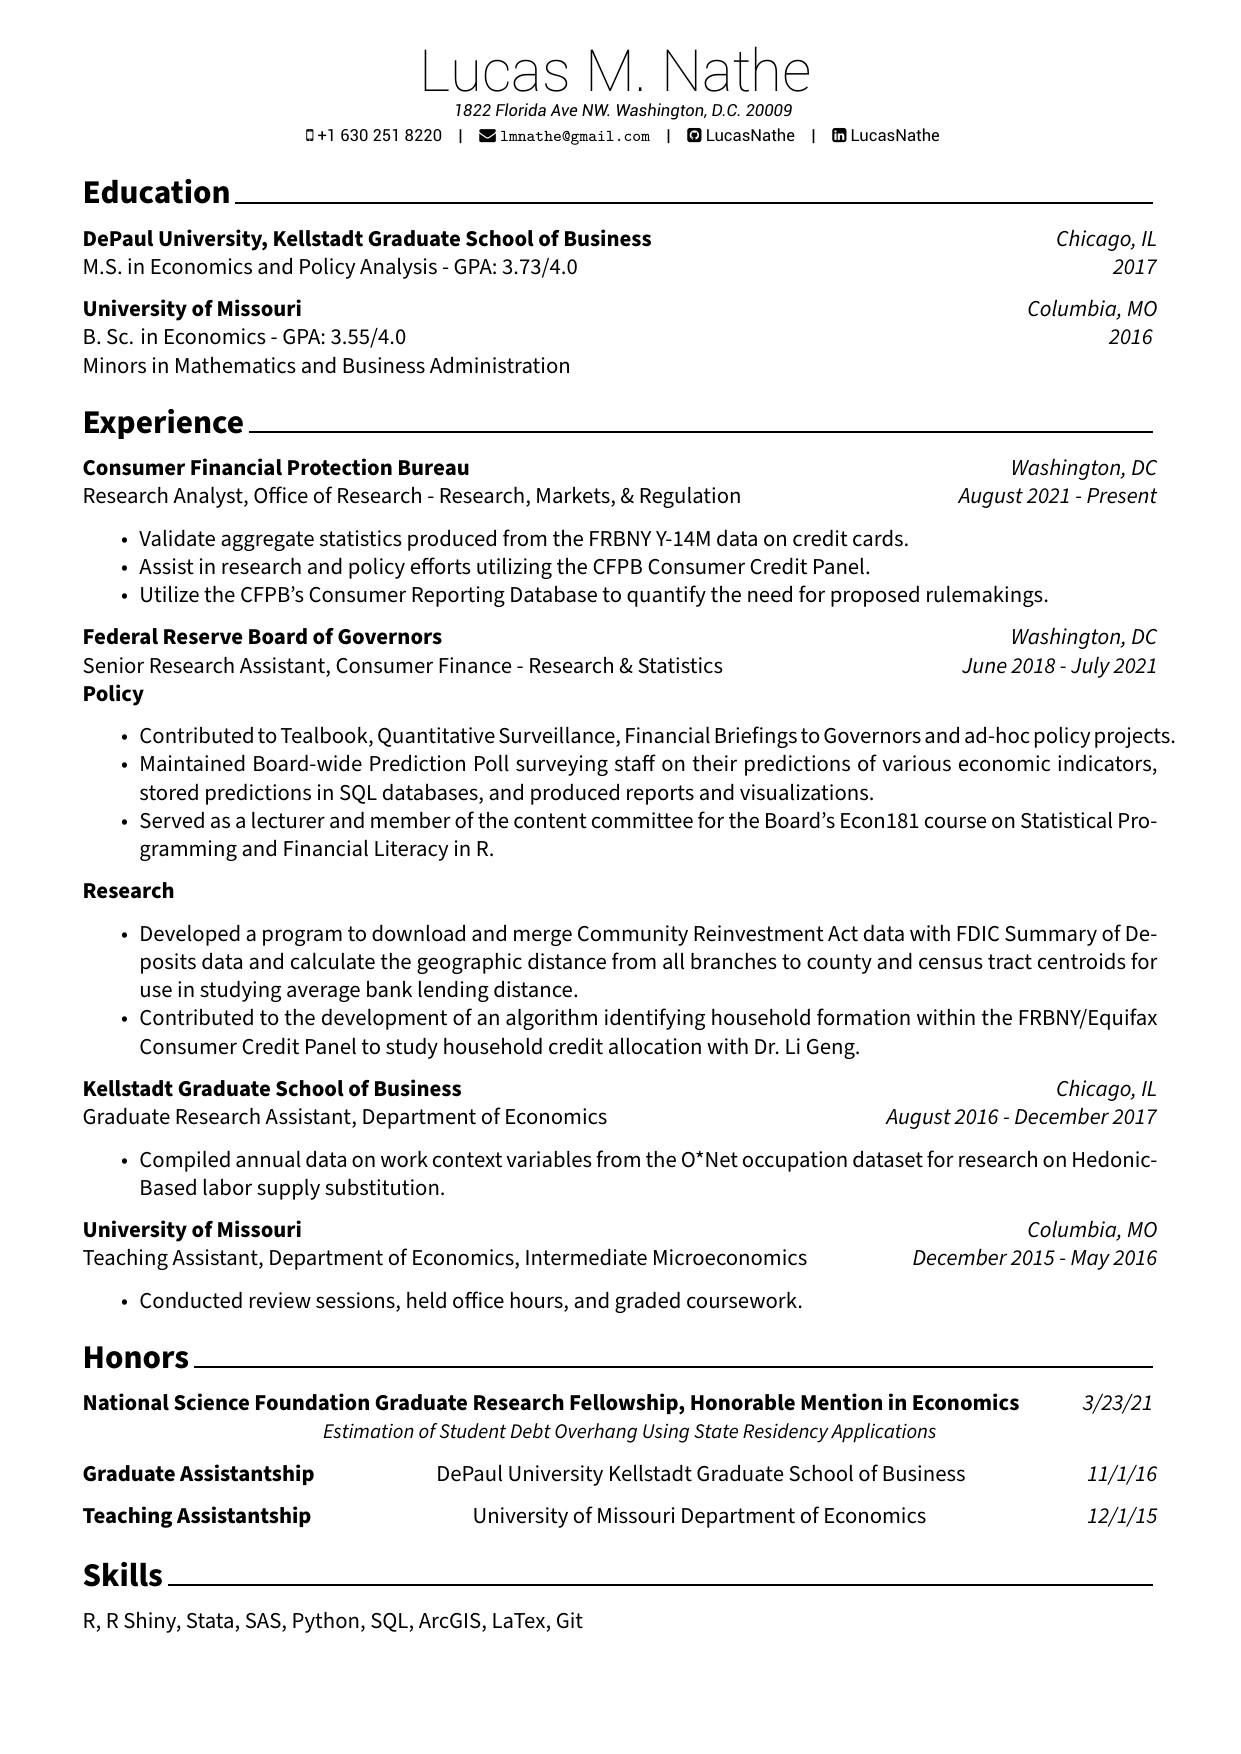 Lucas M. Nathe
1822 Florida Ave NW. Washington, D.C. 20009
+1 630 251 8220 | lmnathe@gmail.com | LucasNathe | LucasNathe
Education
DePaul University, Kellstadt Graduate School of Business Chicago, IL
M.S. in Economics and Policy Analysis - GPA: 3.73/4.0 2017
University of Missouri Columbia, MO
B. Sc. in Economics - GPA: 3.55/4.0 2016
Minors in Mathematics and Business Administration
Experience
Consumer Financial Protection Bureau Washington, DC
Research Analyst, Office of Research - Research, Markets, & Regulation August 2021 - Present
• Validate aggregate statistics produced from the FRBNY Y-14M data on credit cards.
• Assist in research and policy efforts utilizing the CFPB Consumer Credit Panel.
• Utilize the CFPB’s Consumer Reporting Database to quantify the need for proposed rulemakings.
Federal Reserve Board of Governors Washington, DC
Senior Research Assistant, Consumer Finance - Research & Statistics June 2018 - July 2021
Policy
• Contributed to Tealbook, Quantitative Surveillance, Financial Briefings to Governors and ad-hoc policy projects.
• Maintained Board-wide Prediction Poll surveying staff on their predictions of various economic indicators,
stored predictions in SQL databases, and produced reports and visualizations.
• Served as a lecturer and member of the content committee for the Board’s Econ181 course on Statistical Pro-
gramming and Financial Literacy in R.
Research
• Developed a program to download and merge Community Reinvestment Act data with FDIC Summary of De-
posits data and calculate the geographic distance from all branches to county and census tract centroids for
use in studying average bank lending distance.
• Contributed to the development of an algorithm identifying household formation within the FRBNY/Equifax
Consumer Credit Panel to study household credit allocation with Dr. Li Geng.
Kellstadt Graduate School of Business Chicago, IL
Graduate Research Assistant, Department of Economics August 2016 - December 2017
• Compiled annual data on work context variables from the O*Net occupation dataset for research on Hedonic-
Based labor supply substitution.
University of Missouri Columbia, MO
Teaching Assistant, Department of Economics, Intermediate Microeconomics December 2015 - May 2016
• Conducted review sessions, held office hours, and graded coursework.
Honors
National Science Foundation Graduate Research Fellowship, Honorable Mention in Economics 3/23/21
Estimation of Student Debt Overhang Using State Residency Applications
Graduate Assistantship DePaul University Kellstadt Graduate School of Business 11/1/16
Teaching Assistantship University of Missouri Department of Economics 12/1/15
Skills
R, R Shiny, Stata, SAS, Python, SQL, ArcGIS, LaTex, Git